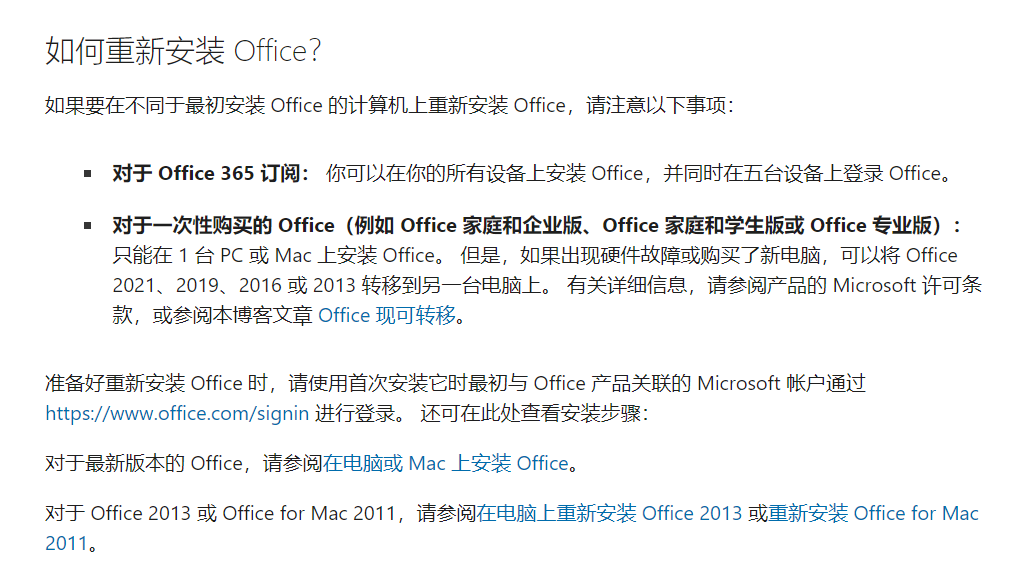 如何重新安装 Office？
如果要在不同于最初安装 Office 的计算机上重新安装 Office，请注意以下事项：
▪ 对于 Office 365 订阅： 你可以在你的所有设备上安装 Office，并同时在五台设备上登录 Office。
▪ 对于一次性购买的 Office（例如 Office 家庭和企业版、Office 家庭和学生版或 Office 专业版）：
只能在 1 台 PC 或 Mac 上安装 Office。 但是，如果出现硬件故障或购买了新电脑，可以将 Office
2021、2019、2016 或 2013 转移到另一台电脑上。 有关详细信息，请参阅产品的 Microsoft 许可条
款，或参阅本博客文章 Office 现可转移。
准备好重新安装 Office 时，请使用首次安装它时最初与 Office 产品关联的 Microsoft 帐户通过
https://www.office.com/signin 进行登录。 还可在此处查看安装步骤：
对于最新版本的 Office，请参阅在电脑或 Mac 上安装 Office。
对于 Office 2013 或 Office for Mac 2011，请参阅在电脑上重新安装 Office 2013 或重新安装 Office for Mac
2011。